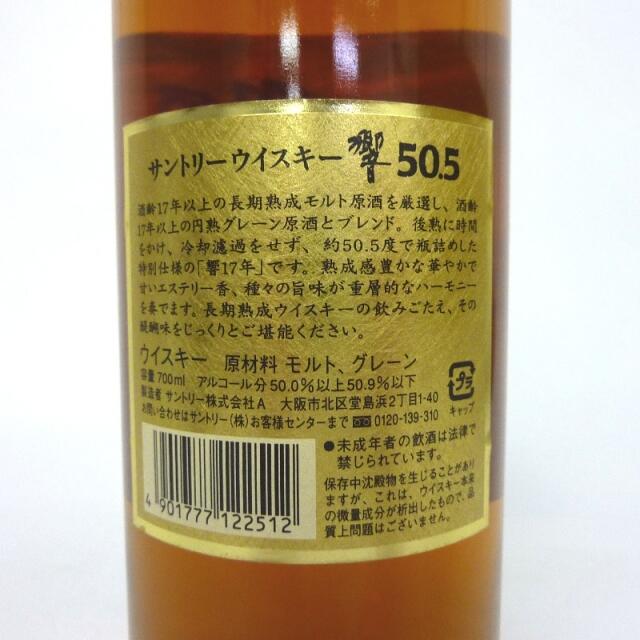 サントリーウイスキー 響 50.5
酒齢17年以上の長期熟成モルト原酒を厳選し、酒齢
17年以上の円熟グレーン原酒とブレンド。後熟に時間
をかけ、冷却濾過をせず、約50.5度で瓶詰めした
特別仕様の「響17年」です。熟成感豊かな華やかで
甘いエステリー香、種々の旨味が重層的なハーモニー
を奏でます。長期熟成ウイスキーの飲みごたえ、その
醍醐味をじっくりとご堪能ください。
ウイスキー 原材料 モルト、グレーン
容量700ml アルコール分50.0%以上50.9%以下
製造者 サントリー株式会社A 大阪市北区堂島浜2丁目1-40
お問い合わせはサントリー(株)お客様センターまで 0120-139-310
プラ
キャップ
●未成年者の飲酒は法律で
禁じられています。
保存中沈殿物を生じることがあり
ますが、これは、ウイスキー本来
の微量成分が析出したもので、品
質上問題はございません。
4 901777 122512